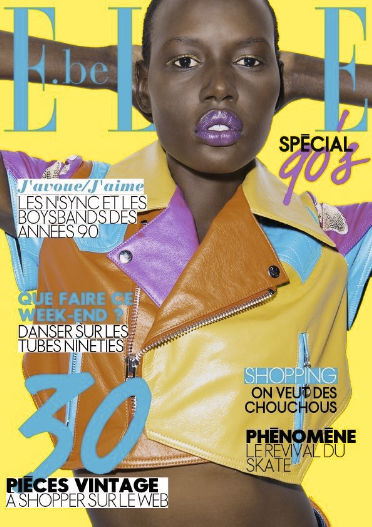 ELLE
.be
SPÉCIAL
90's
J'avoue/J'aime
LES N'SYNC ET LES
BOYSBANDS DES
ANNÉES 90
QUE FAIRE CE
WEEK-END ?
DANSER SUR LES
TUBES NINETIES
SHOPPING
ON VEUT DES
CHOUCHOUS
PHÉNOMÈNE
LE REVIVAL DU
SKATE
30
PIÈCES VINTAGE
À SHOPPER SUR LE WEB